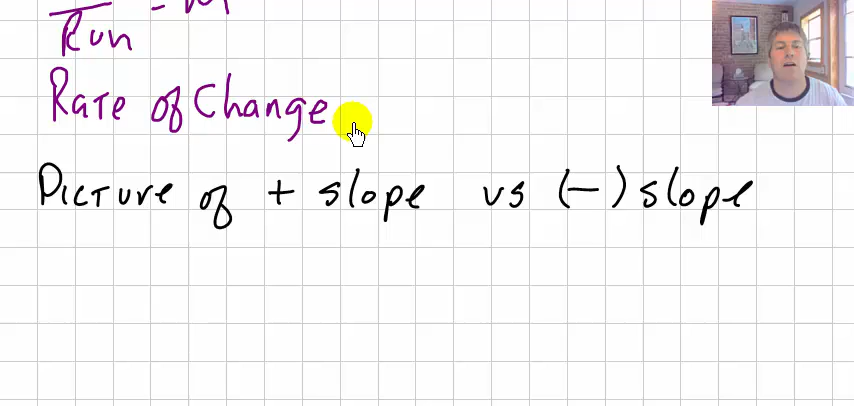 Run = m
Rate of Change
Picture of + slope vs (-) slope